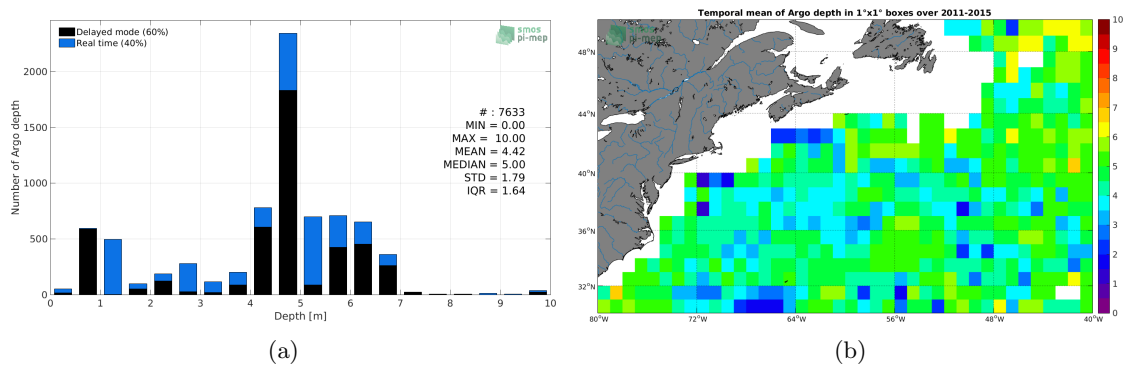 Delayed mode (60%)
Real time (40%)
smos
pi-mep
# : 7633
MIN = 0.00
MAX = 10.00
MEAN = 4.42
MEDIAN = 5.00
STD = 1.79
IQR = 1.64
Number of Argo depth
2000
1500
1000
500
0
0 1 2 3 4 5 6 7 8 9 10
Depth [m]
(a)
Temporal mean of Argo depth in 1°x1° boxes over 2011-2015
smos
pi-mep
48°N
44°N
40°N
36°N
32°N
80°W 72°W 64°W 56°W 48°W 40°W
10
9
8
7
6
5
4
3
2
1
0
(b)